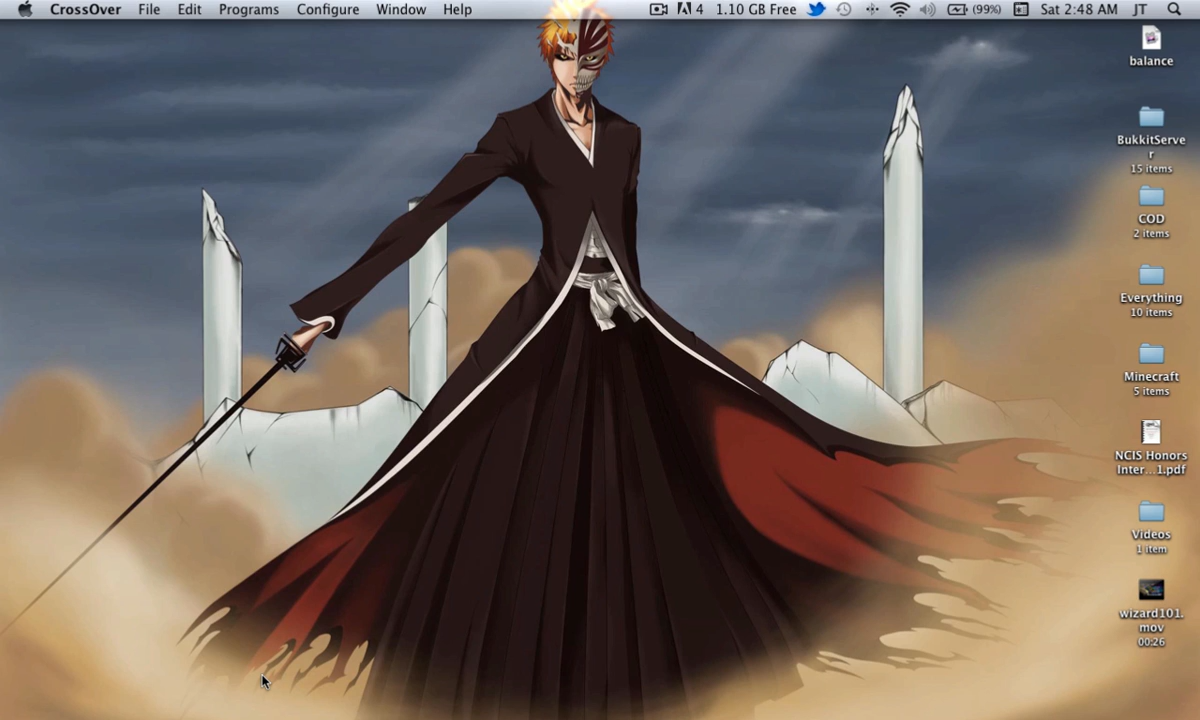 CrossOver File Edit Programs Configure Window Help 4 1.10 GB Free (99%) Sat 2:48 AM JT
balance
BukkitServe
r
15 items
COD
2 items
Everything
10 items
Minecraft
5 items
NCIS Honors
Inter...1.pdf
Videos
1 item
wizard101.
mov
00:26